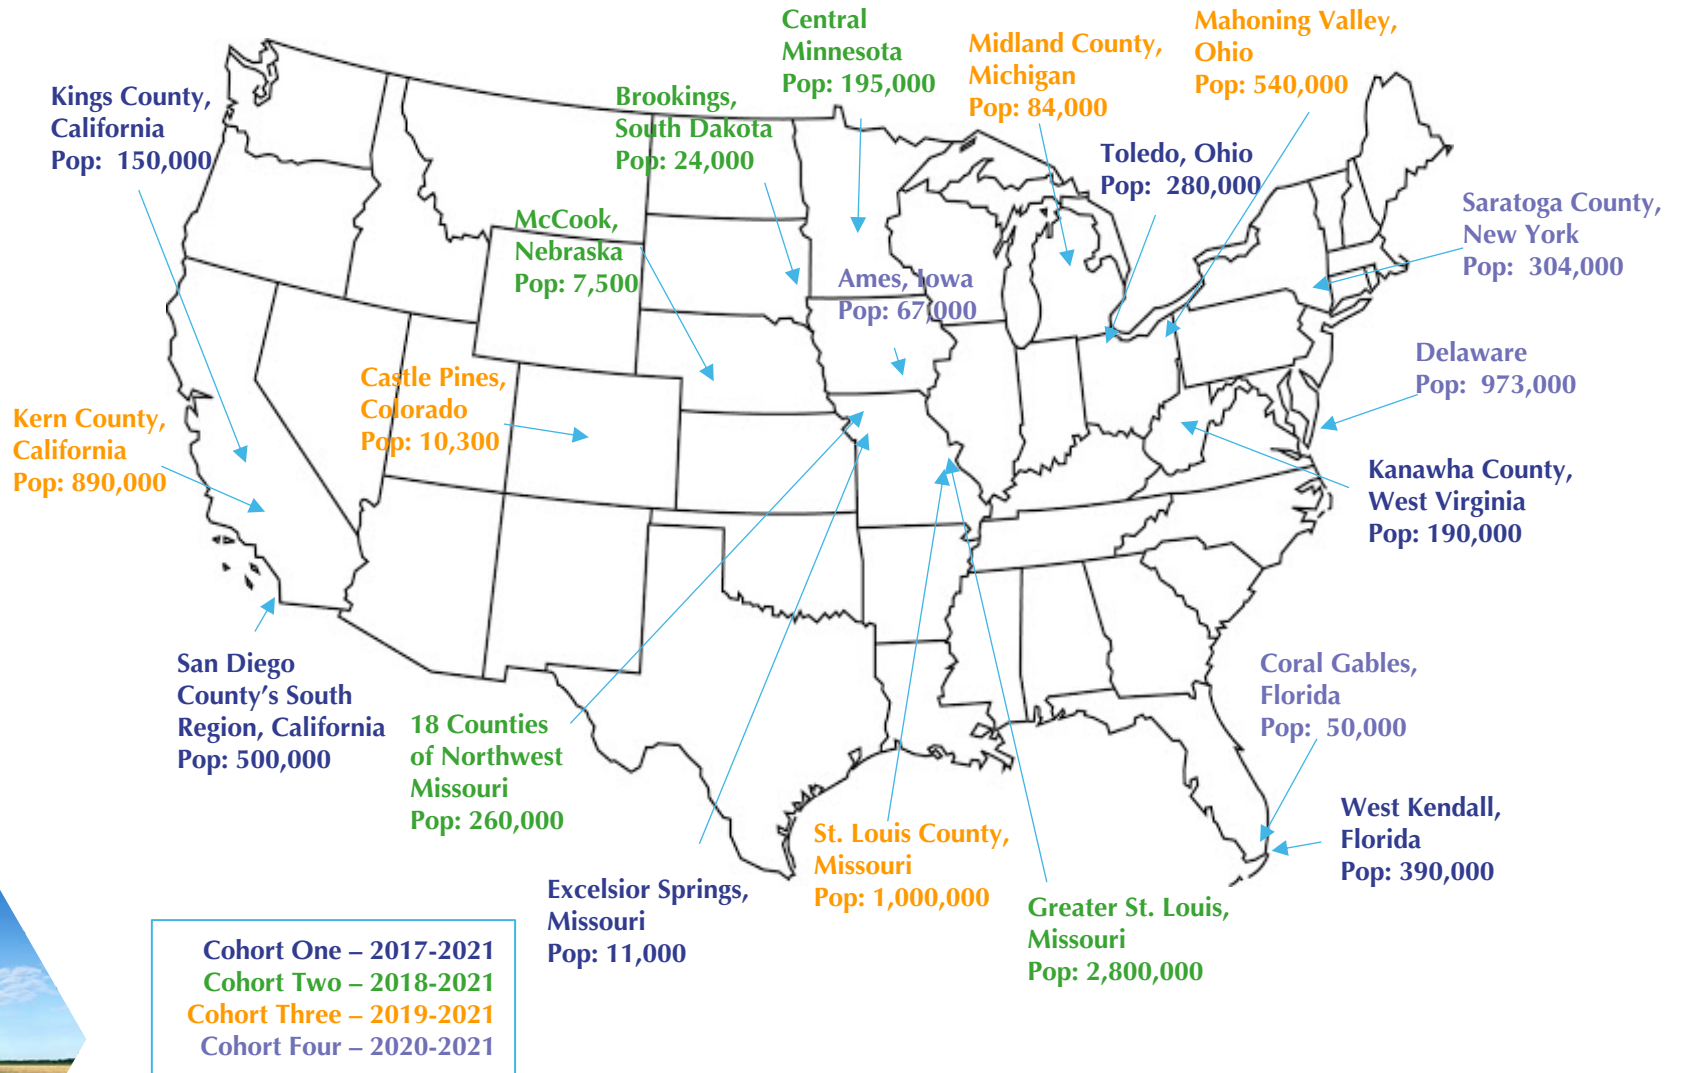 Central
Minnesota
Pop: 195,000
Midland County,
Michigan
Pop: 84,000
Mahoning Valley,
Ohio
Pop: 540,000
Kings County,
California
Pop:  150,000
Brookings,
South Dakota
Pop: 24,000
Toledo, Ohio
Pop:  280,000
Saratoga County,
New York
Pop:  304,000
McCook,
Nebraska
Pop: 7,500
Ames, Iowa
Pop: 67,000
Delaware
Pop:  973,000
Castle Pines,
Colorado
Pop: 10,300
Kern County,
California
Pop: 890,000
Kanawha County,
West Virginia
Pop: 190,000
San Diego
County’s South
Region, California
Pop: 500,000
18 Counties
of Northwest
Missouri
Pop: 260,000
Coral Gables,
Florida
Pop:  50,000
West Kendall,
Florida
Pop: 390,000
St. Louis County,
Missouri
Pop: 1,000,000
Excelsior Springs,
Missouri
Pop: 11,000
Greater St. Louis,
Missouri
Pop: 2,800,000
Cohort One – 2017-2021
Cohort Two – 2018-2021
Cohort Three – 2019-2021
Cohort Four – 2020-2021